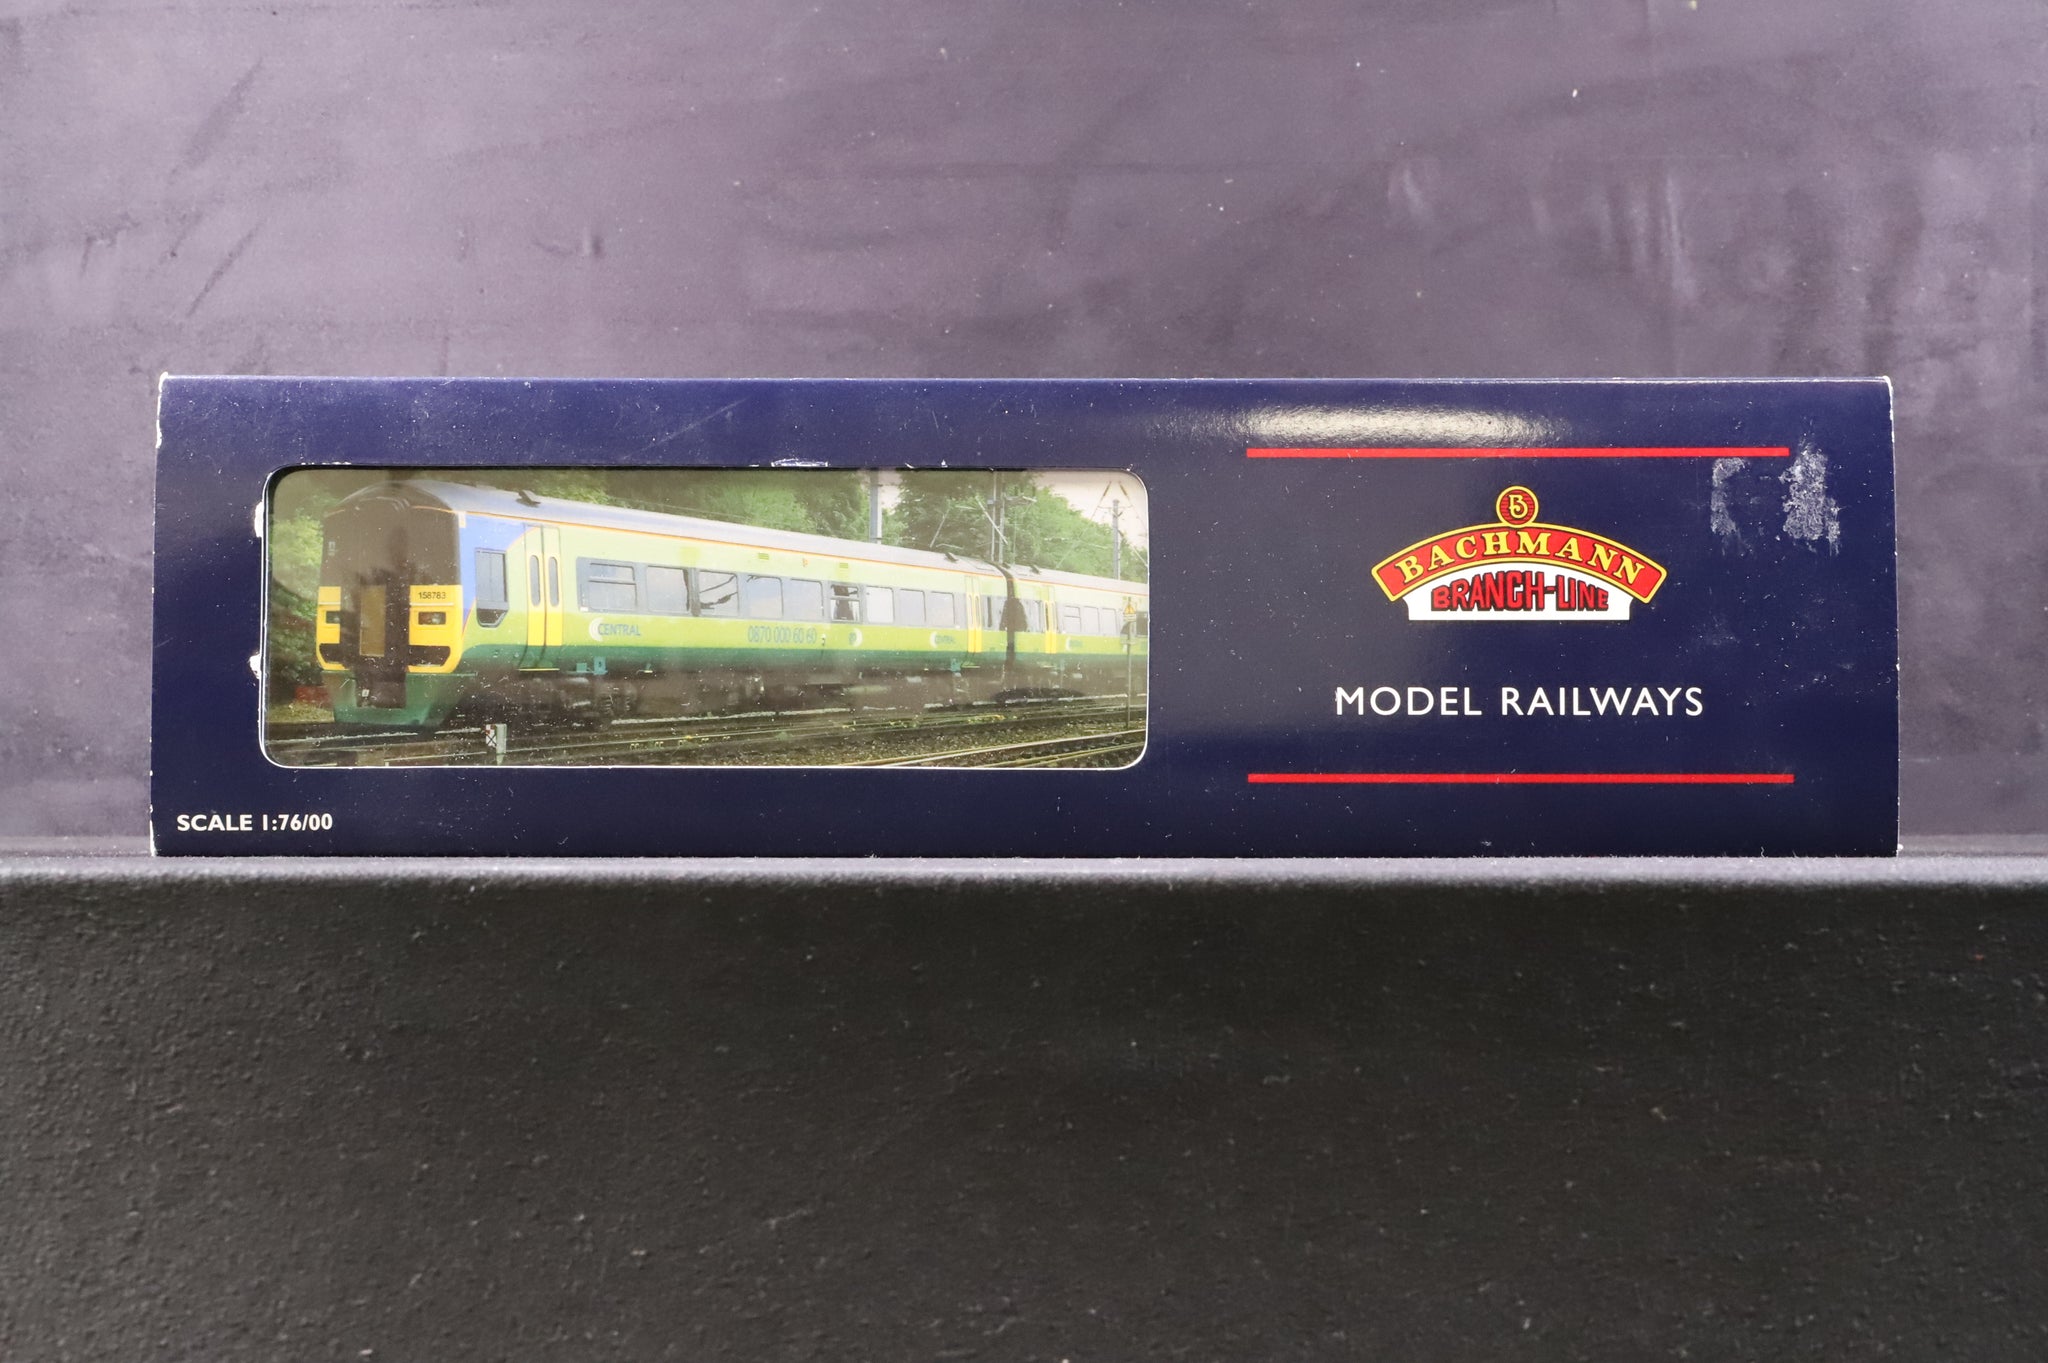 158783
CENTRAL
0870 000 60 60
CENTRAL
B
BACHMANN
BRANCH-LINE
MODEL RAILWAYS
SCALE 1:76/00